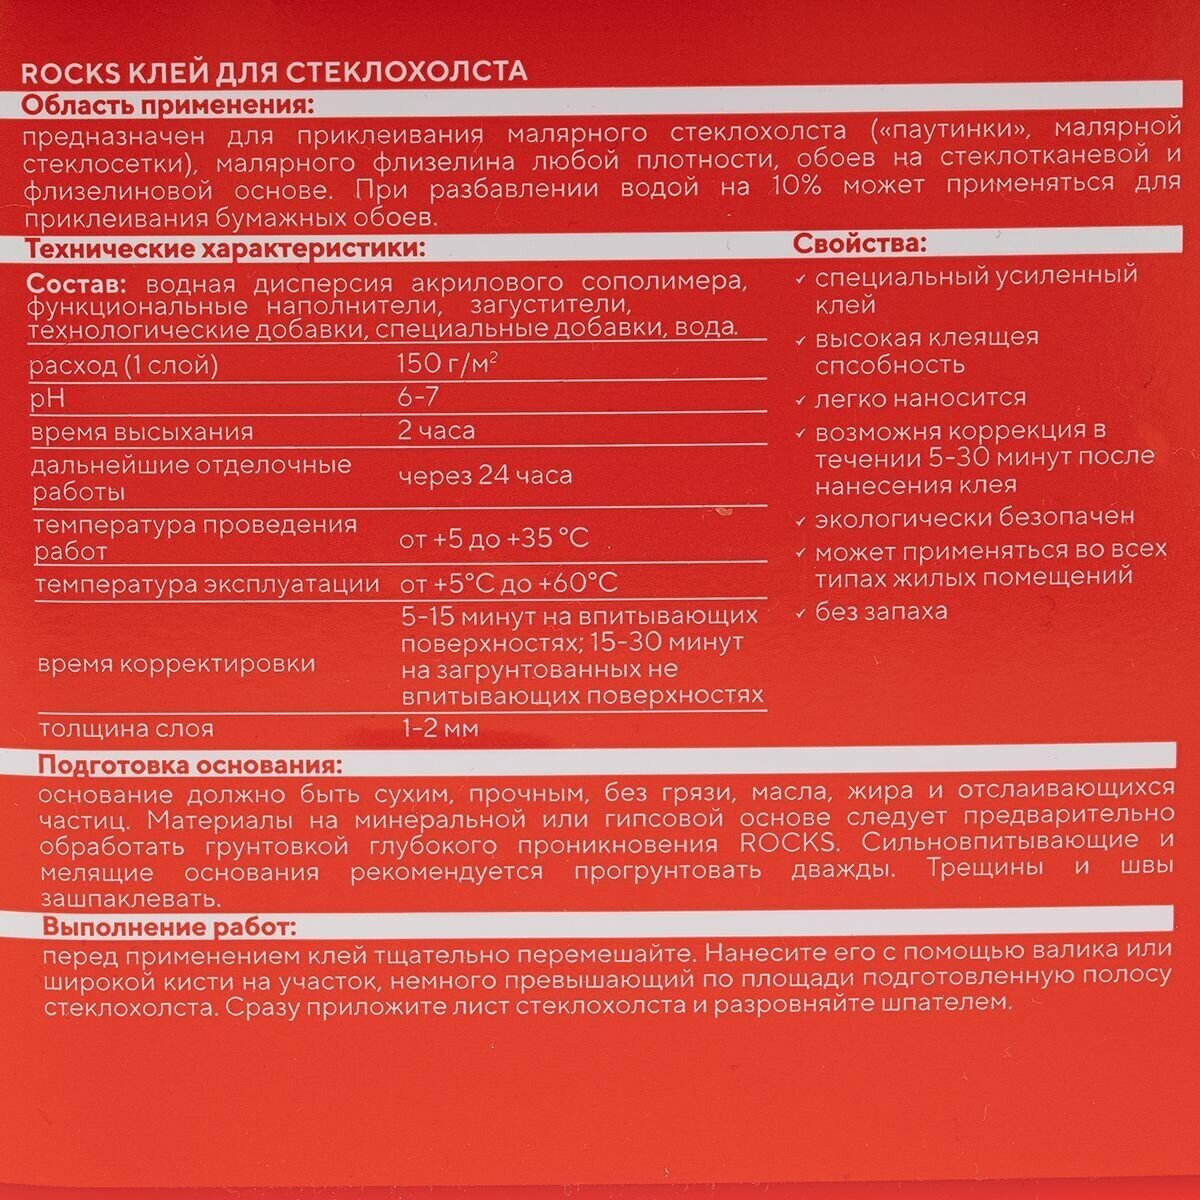 ROCKS КЛЕЙ ДЛЯ СТЕКЛОХОЛСТА
Область применения:
предназначен для приклеивания малярного стеклохолста («паутинки», малярной
стеклосетки), малярного флизелина любой плотности, обоев на стеклотканевой и
флизелиновой основе. При разбавлении водой на 10% может применяться для
приклеивания бумажных обоев.
Технические характеристики:
Состав: водная дисперсия акрилового сополимера,
функциональные наполнители, загустители,
технологические добавки, специальные добавки, вода.
расход (1 слой) 150 г/м²
pH 6-7
время высыхания 2 часа
дальнейшие отделочные
работы через 24 часа
температура проведения
работ от +5 до +35 °C
температура эксплуатации от +5°C до +60°C
время корректировки 5-15 минут на впитывающих
поверхностях; 15-30 минут
на загрунтованных не
впитывающих поверхностях
толщина слоя 1-2 мм
Свойства:
✓ специальный усиленный
клей
✓ высокая клеящея
спсобность
✓ легко наносится
✓ возможня коррекция в
течении 5-30 минут после
нанесения клея
✓ экологически безопачен
✓ может применяться во всех
типах жилых помещений
✓ без запаха
Подготовка основания:
основание должно быть сухим, прочным, без грязи, масла, жира и отслаивающихся
частиц. Материалы на минеральной или гипсовой основе следует предварительно
обработать грунтовкой глубокого проникновения ROCKS. Сильновпитывающие и
мелящие основания рекомендуется прогрунтовать дважды. Трещины и швы
зашпаклевать.
Выполнение работ:
перед применением клей тщательно перемешайте. Нанесите его с помощью валика или
широкой кисти на участок, немного превышающий по площади подготовленную полосу
стеклохолста. Сразу приложите лист стеклохолста и разровняйте шпателем.